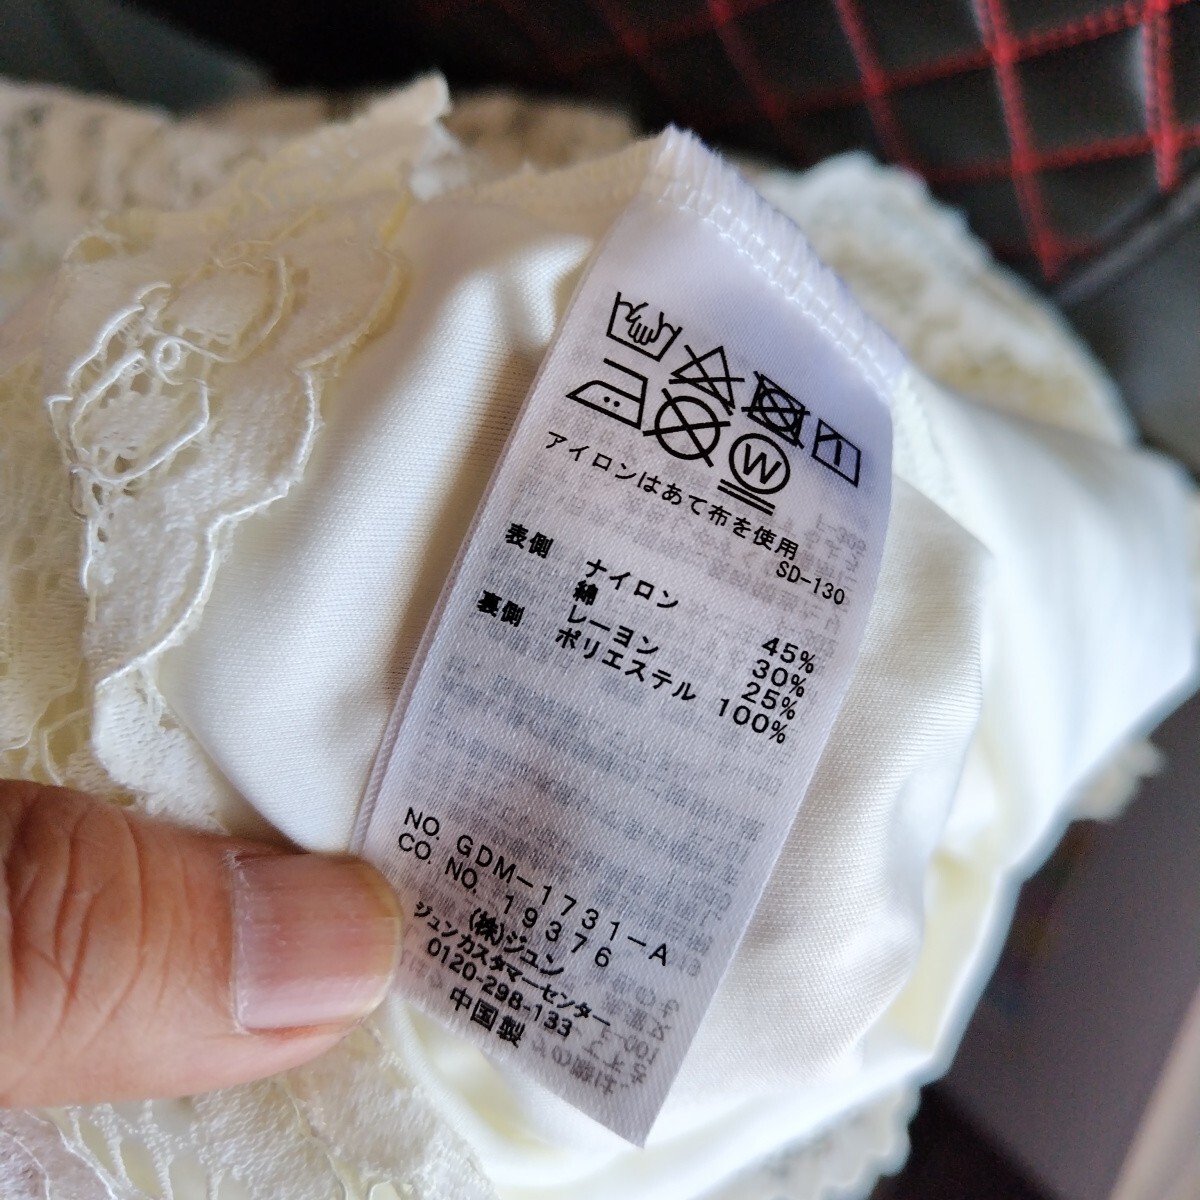 W
アイロンはあて布を使用
SD-130
表側 ナイロン 45%
綿 30%
レーヨン 25%
裏側 ポリエステル 100%
NO. GDM-1731-A
CO. NO. 19376
(株)ジュン
ジュンカスタマーセンター
0120-298-133
中国製